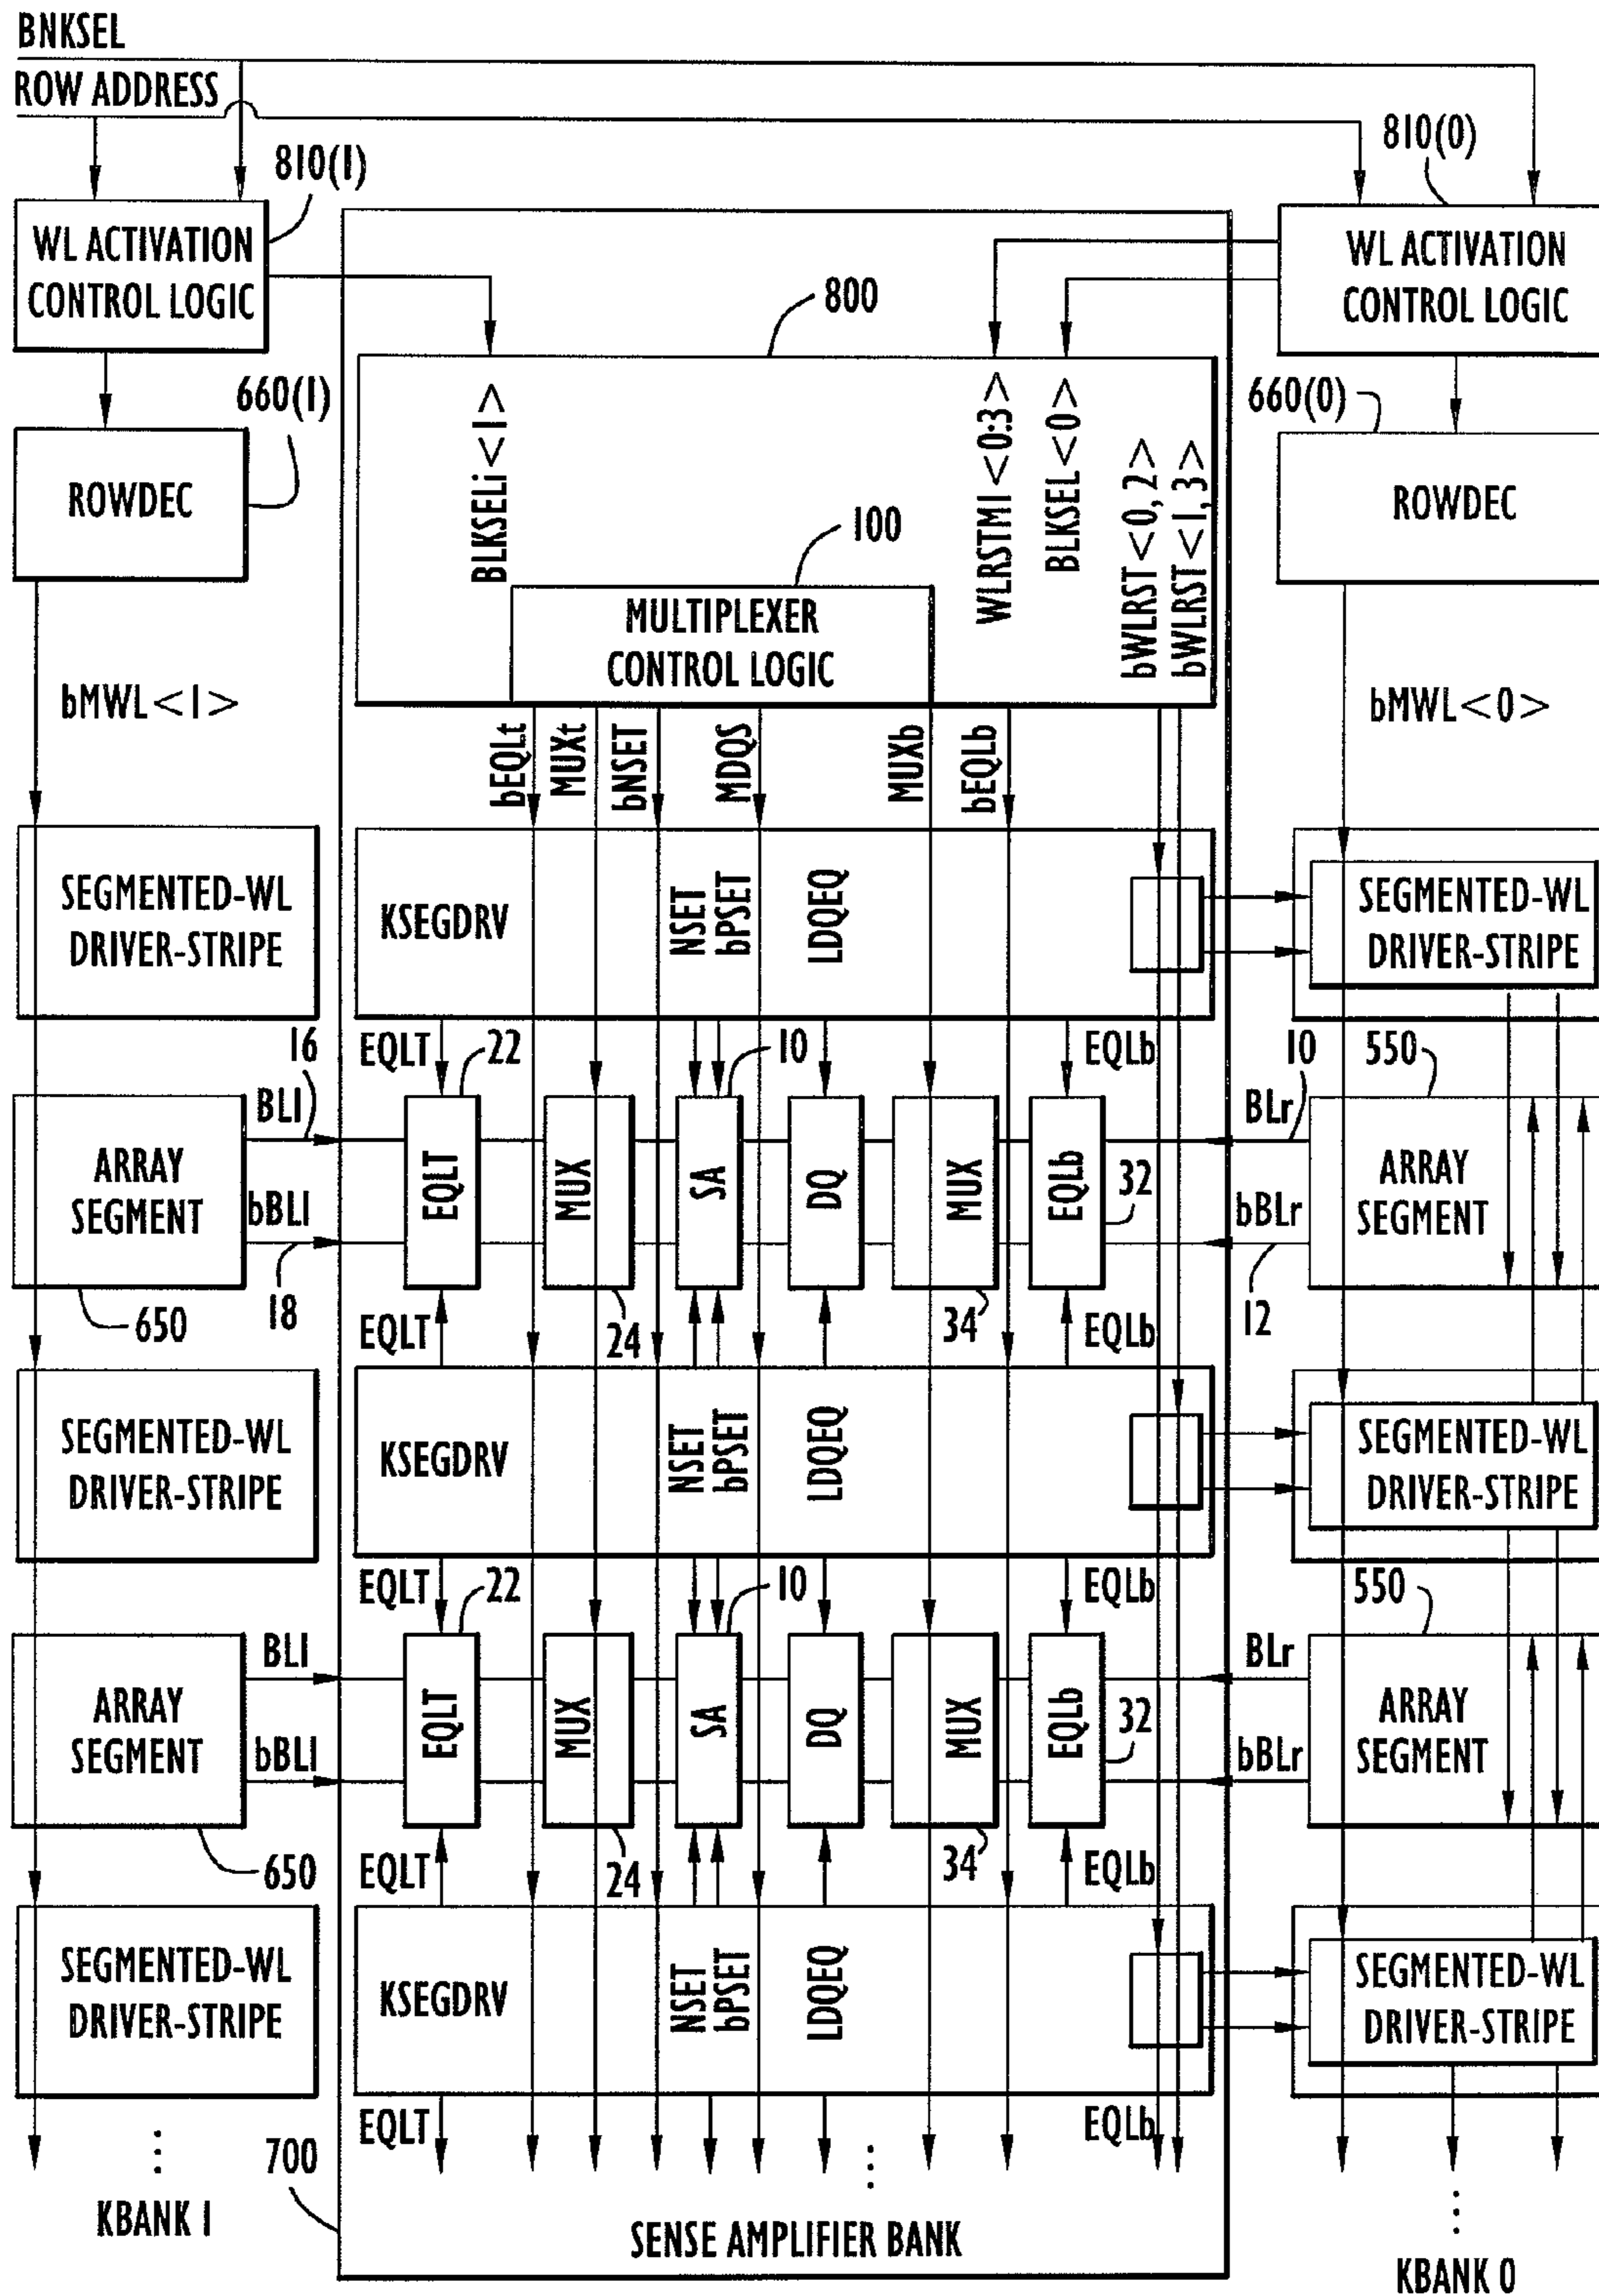 BNKSEL
ROW ADDRESS
810(1)
810(0)
WL ACTIVATION
CONTROL LOGIC
WL ACTIVATION
CONTROL LOGIC
800
660(1)
660(0)
ROWDEC
ROWDEC
BLKSELi<1>
WLRSTMI<0:3>
BLKSEL<0>
bWLRST<0,2>
bWLRST<1,3>
100
MULTIPLEXER
CONTROL LOGIC
bMWL<1>
bMWL<0>
bEQLt
MUXt
bNSET
MDQS
MUXb
bEQLb
SEGMENTED-WL
DRIVER-STRIPE
KSEGDRV
NSET
bPSET
LDQEQ
SEGMENTED-WL
DRIVER-STRIPE
16
EQLT
22
10
EQLb
10
550
BLI
BLr
ARRAY
SEGMENT
EQLT
MUX
SA
DQ
MUX
EQLb
32
ARRAY
SEGMENT
bBLI
bBLr
650
18
EQLT
24
34
EQLb
12
SEGMENTED-WL
DRIVER-STRIPE
KSEGDRV
NSET
bPSET
LDQEQ
SEGMENTED-WL
DRIVER-STRIPE
EQLT
22
10
EQLb
550
BLI
BLr
ARRAY
SEGMENT
EQLT
MUX
SA
DQ
MUX
EQLb
32
ARRAY
SEGMENT
bBLI
bBLr
650
EQLT
24
34
EQLb
SEGMENTED-WL
DRIVER-STRIPE
KSEGDRV
NSET
bPSET
LDQEQ
SEGMENTED-WL
DRIVER-STRIPE
EQLT
EQLb
700
KBANK 1
SENSE AMPLIFIER BANK
KBANK 0